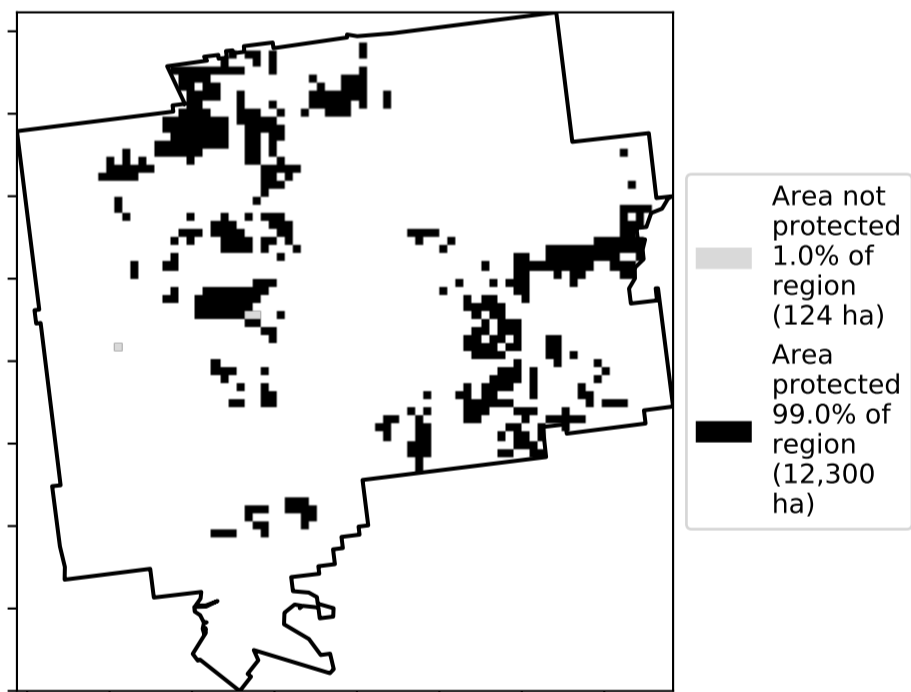 Area not
protected
1.0% of
region
(124 ha)
Area
protected
99.0% of
region
(12,300
ha)